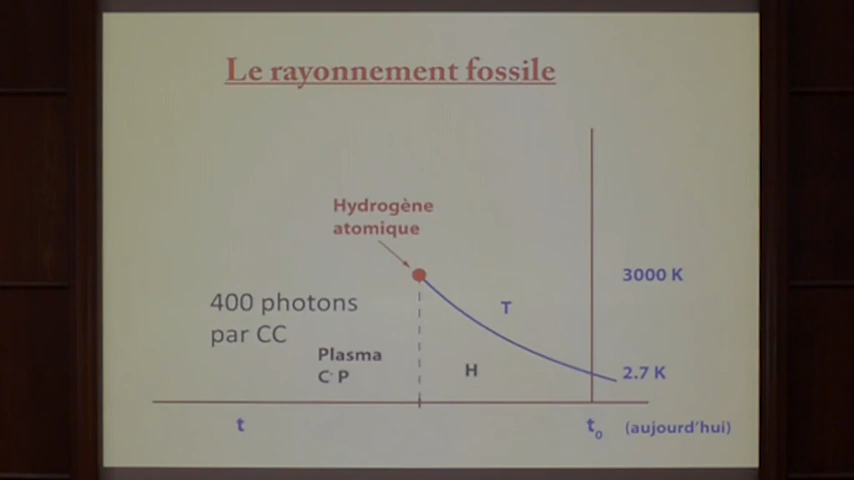 Le rayonnement fossile
Hydrogène
atomique
3000 K
400 photons
par CC
T
Plasma
C⁻ P
H
2.7 K
t
t₀ (aujourd'hui)